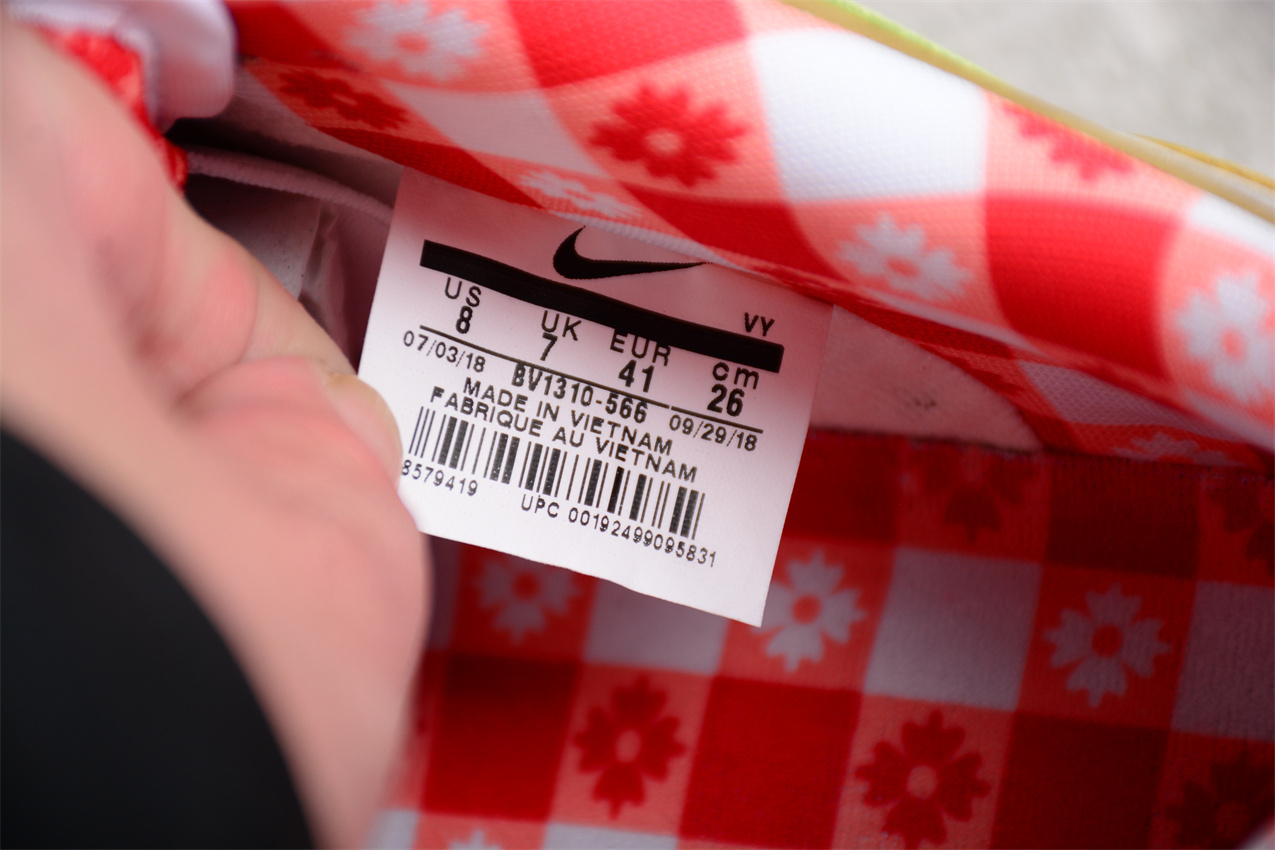 VY
US UK EUR cm
8 7 41 26
07/03/18 BV1310-566 09/29/18
MADE IN VIETNAM
FABRIQUE AU VIETNAM
8579419
UPC 00192499095831